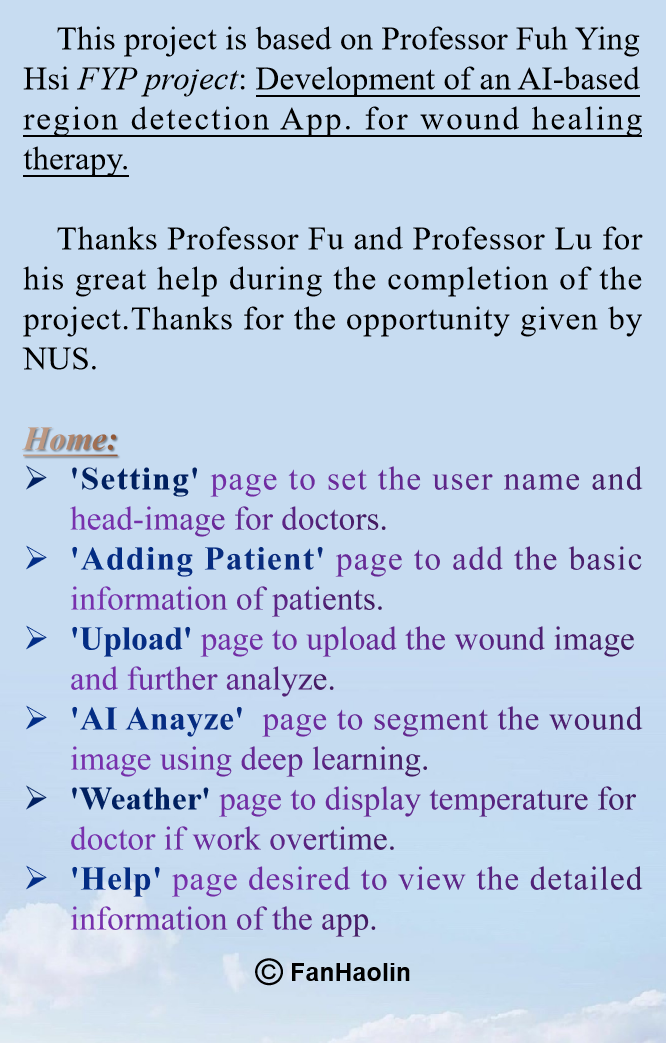 This project is based on Professor Fuh Ying
Hsi FYP project: Development of an AI-based
region detection App. for wound healing
therapy.
Thanks Professor Fu and Professor Lu for
his great help during the completion of the
project.Thanks for the opportunity given by
NUS.
Home:
➢ 'Setting' page to set the user name and
head-image for doctors.
➢ 'Adding Patient' page to add the basic
information of patients.
➢ 'Upload' page to upload the wound image
and further analyze.
➢ 'AI Anayze' page to segment the wound
image using deep learning.
➢ 'Weather' page to display temperature for
doctor if work overtime.
➢ 'Help' page desired to view the detailed
information of the app.
© FanHaolin